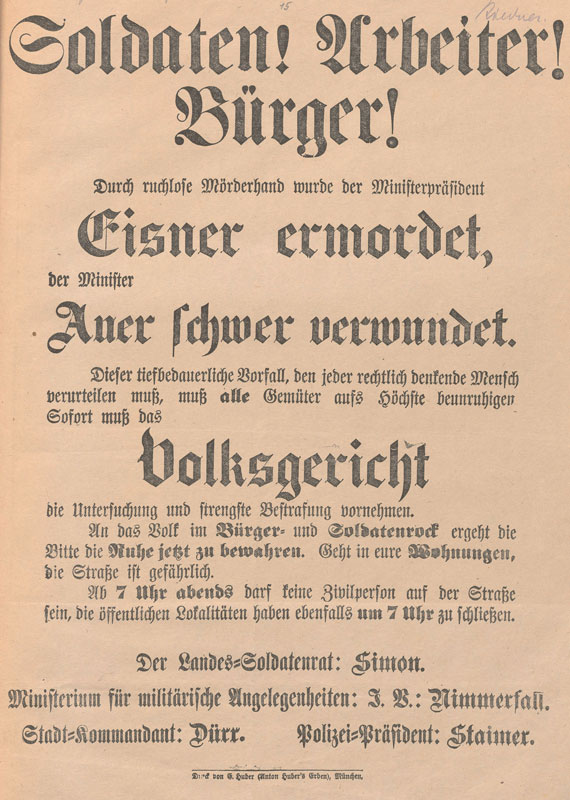 15
Soldaten! Arbeiter!
Bürger!
Durch ruchlose Mörderhand wurde der Ministerpräsident
Eisner ermordet,
der Minister
Auer schwer verwundet.
Dieser tiefbedauerliche Vorfall, den jeder rechtlich denkende Mensch
verurteilen muß, muß alle Gemüter aufs Höchste beunruhigen
Sofort muß das
Volksgericht
die Untersuchung und strengste Bestrafung vornehmen.
An das Volk im Bürger- und Soldatenrock ergeht die
Bitte die Ruhe jetzt zu bewahren. Geht in eure Wohnungen,
die Straße ist gefährlich.
Ab 7 Uhr abends darf keine Zivilperson auf der Straße
sein, die öffentlichen Lokalitäten haben ebenfalls um 7 Uhr zu schließen.
Der Landes-Soldatenrat: Simon.
Ministerium für militärische Angelegenheiten: J. V.: Nimmerfall.
Stadt-Kommandant: Dürr. Polizei-Präsident: Staimer.
Druck von G. Huber (Anton Huber's Erben), München.